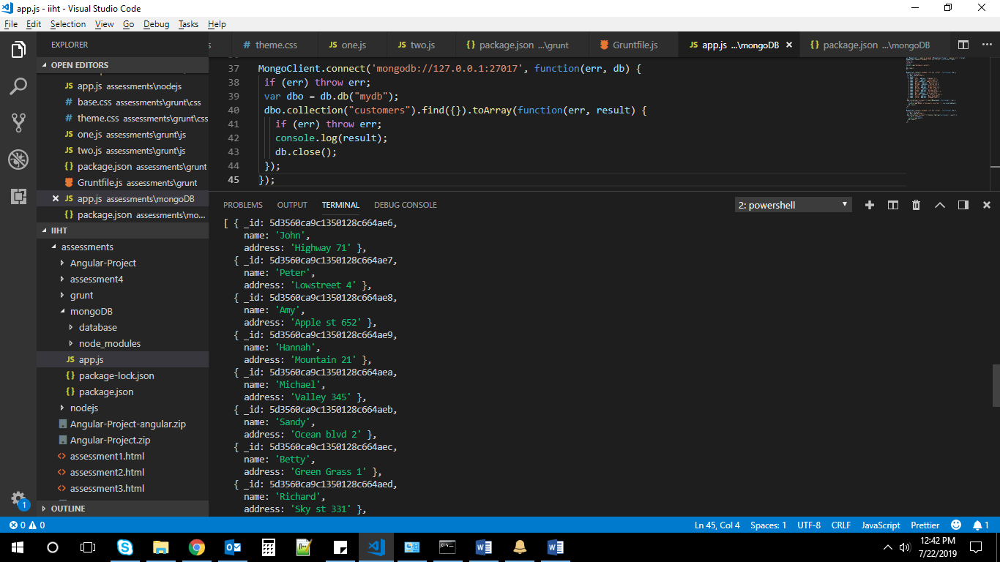 app.js - iiht - Visual Studio Code
File Edit Selection View Go Debug Tasks Help
EXPLORER
OPEN EDITORS
app.js assessments\nodejs
# base.css assessments\grunt\css
# theme.css assessments\grunt\css
JS one.js assessments\grunt\js
JS two.js assessments\grunt\js
{} package.json assessments\grunt
Gruntfile.js assessments\grunt
JS app.js assessments\mongoDB
{} package.json assessments\mo...
IIHT
assessments
Angular-Project
assessment4
grunt
mongoDB
database
node_modules
JS app.js
{} package-lock.json
{} package.json
nodejs
Angular-Project-angular.zip
Angular-Project.zip
<> assessment1.html
<> assessment2.html
<> assessment3.html
OUTLINE
# theme.css JS one.js JS two.js {} package.json ...\grunt Gruntfile.js JS app.js ...\mongoDB {} package.json ...\mongoDB
37 MongoClient.connect('mongodb://127.0.0.1:27017', function(err, db) {
38 if (err) throw err;
39 var dbo = db.db("mydb");
40 dbo.collection("customers").find({}).toArray(function(err, result) {
41 if (err) throw err;
42 console.log(result);
43 db.close();
44 });
45 });
PROBLEMS OUTPUT TERMINAL DEBUG CONSOLE 2: powershell
[ { _id: 5d3560ca9c1350128c664ae6,
name: 'John',
address: 'Highway 71' },
{ _id: 5d3560ca9c1350128c664ae7,
name: 'Peter',
address: 'Lowstreet 4' },
{ _id: 5d3560ca9c1350128c664ae8,
name: 'Amy',
address: 'Apple st 652' },
{ _id: 5d3560ca9c1350128c664ae9,
name: 'Hannah',
address: 'Mountain 21' },
{ _id: 5d3560ca9c1350128c664aea,
name: 'Michael',
address: 'Valley 345' },
{ _id: 5d3560ca9c1350128c664aeb,
name: 'Sandy',
address: 'Ocean blvd 2' },
{ _id: 5d3560ca9c1350128c664aec,
name: 'Betty',
address: 'Green Grass 1' },
{ _id: 5d3560ca9c1350128c664aed,
name: 'Richard',
address: 'Sky st 331' },
1
0 0 Ln 45, Col 4 Spaces: 1 UTF-8 CRLF JavaScript Prettier 1
12:42 PM
7/22/2019